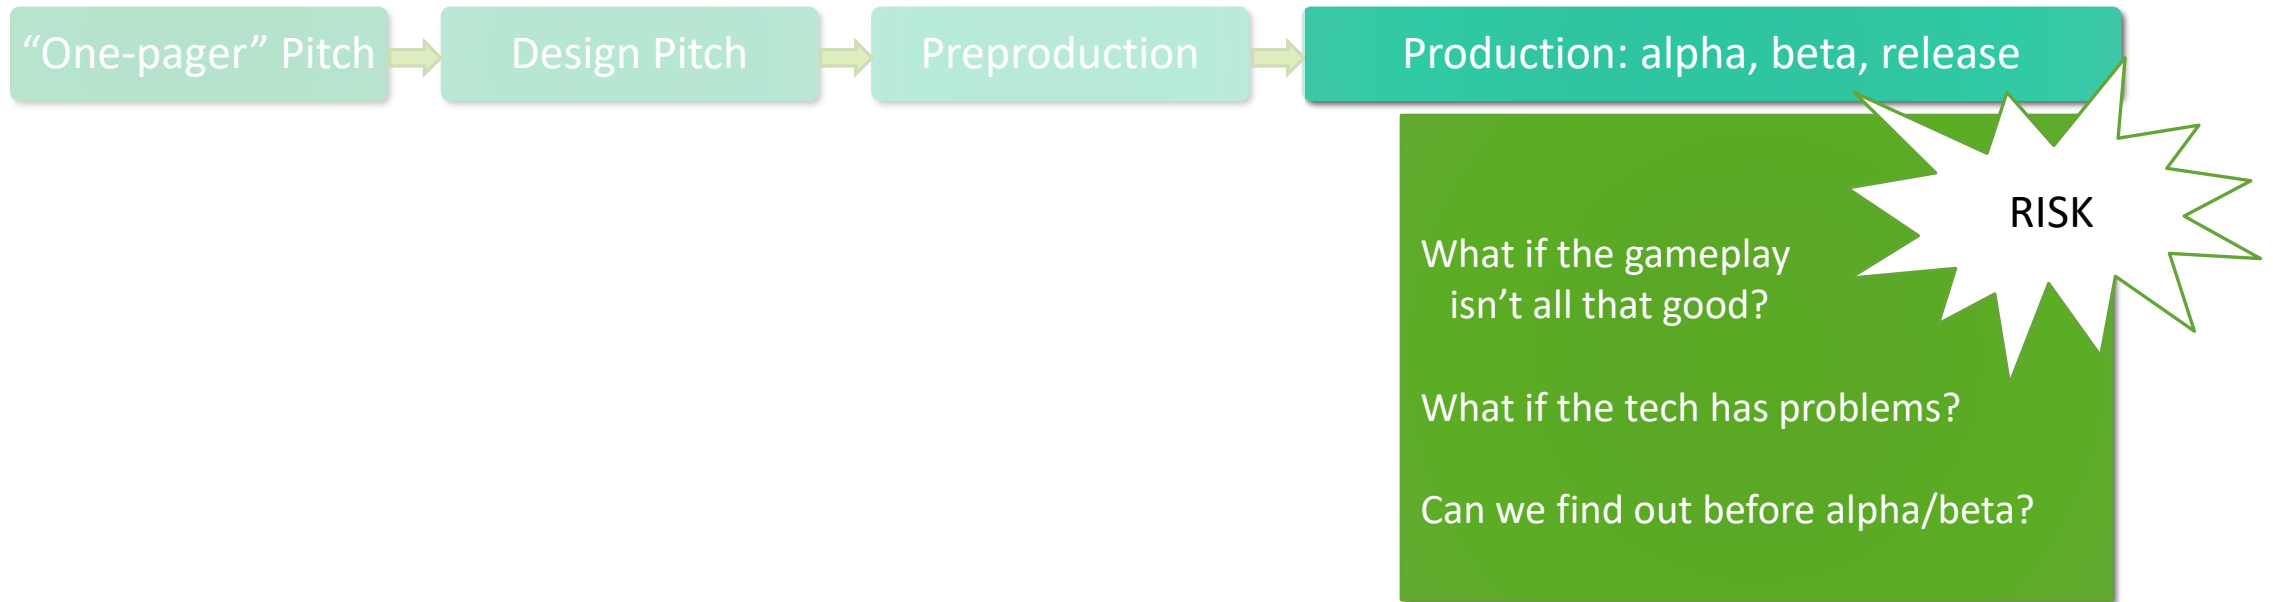 “One-pager” Pitch
Design Pitch
Preproduction
Production: alpha, beta, release
RISK
What if the gameplay
isn’t all that good?
What if the tech has problems?
Can we find out before alpha/beta?